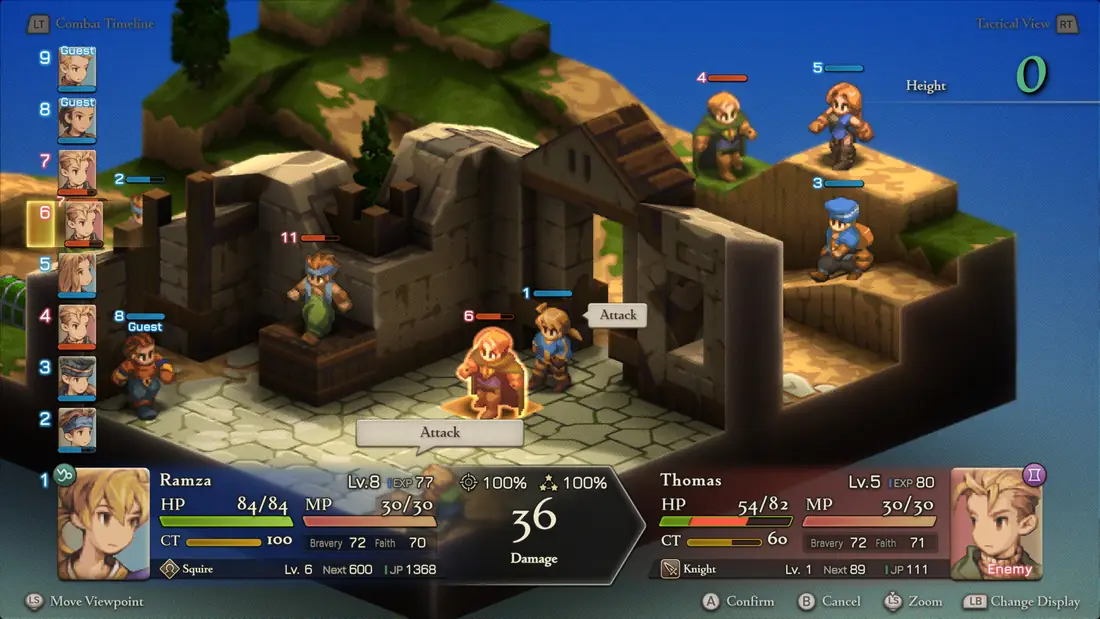 LT Combat Timeline
Tactical View RT
9 Guest
8 Guest
7
7
6
5
4
3
2
1
Height 0
4
5
3
2
11
8
Guest
6
1
Attack
Attack
Ramza Lv.8 EXP 77
HP 84/84 MP 30/30
CT 100 Bravery 72 Faith 70
Squire Lv. 6 Next 600 JP 1368
100% 100%
36
Damage
Thomas Lv.5 EXP 80
HP 54/82 MP 30/30
CT 60 Bravery 72 Faith 71
Knight Lv. 1 Next 89 JP 111
Enemy
LS Move Viewpoint
A Confirm B Cancel LS Zoom LB Change Display